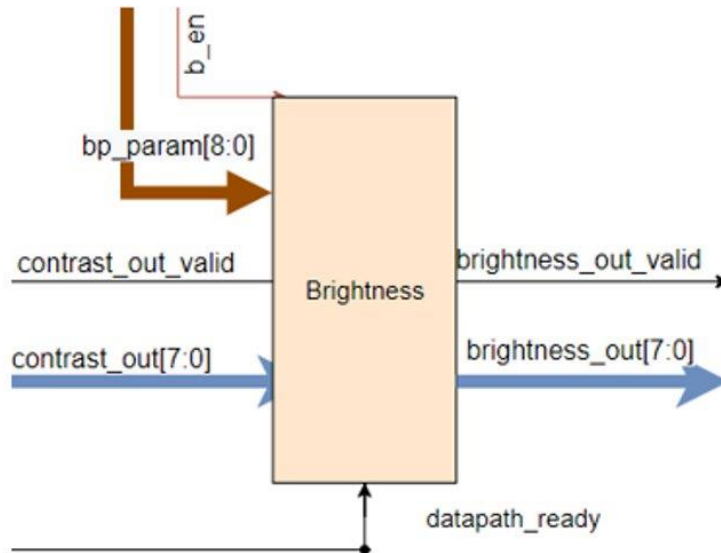 b_en
bp_param[8:0]
contrast_out_valid
brightness_out_valid
Brightness
contrast_out[7:0]
brightness_out[7:0]
datapath_ready